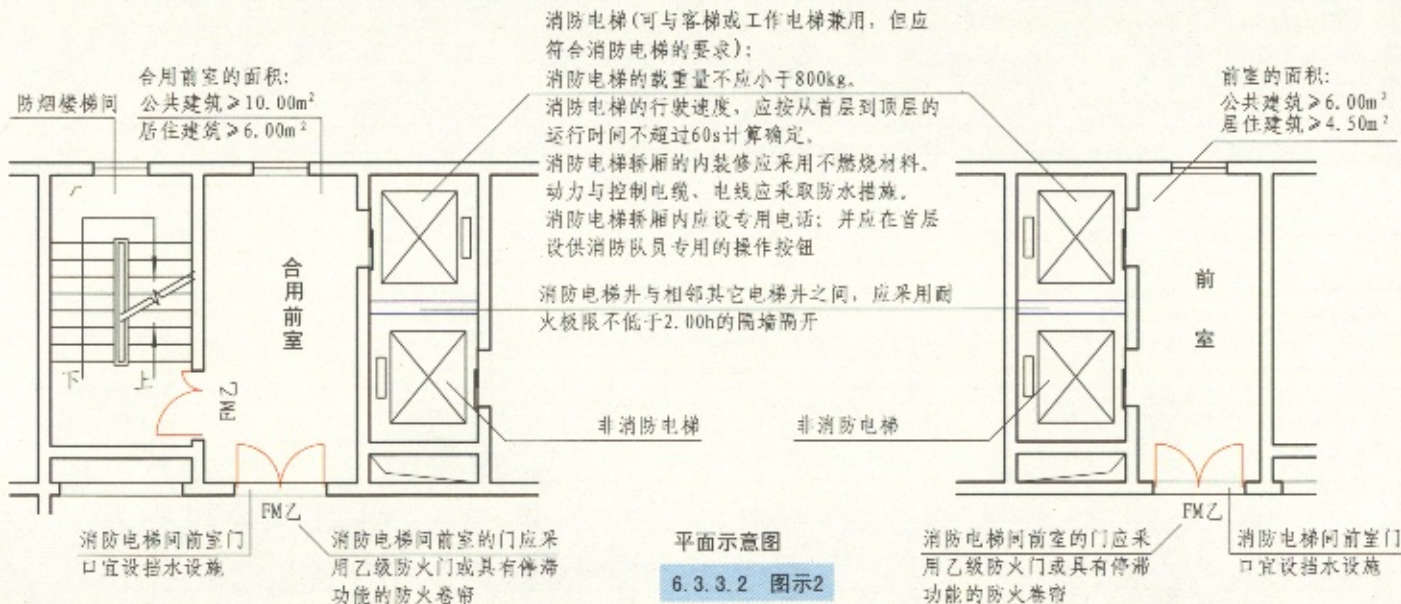 消防电梯(可与客梯或工作电梯兼用，但应
符合消防电梯的要求):
消防电梯的载重量不应小于800kg。
消防电梯的行驶速度，应按从首层到顶层的
运行时间不超过60s计算确定。
消防电梯轿厢的内装修应采用不燃烧材料。
动力与控制电缆、电线应采取防水措施。
消防电梯轿厢内应设专用电话；并应在首层
设供消防队员专用的操作按钮
防烟楼梯间
合用前室的面积:
公共建筑≥10.00m²
居住建筑≥6.00m²
前室的面积:
公共建筑≥6.00m²
居住建筑≥4.50m²
合用前室
前室
消防电梯井与相邻其它电梯井之间，应采用耐
火极限不低于2.00h的隔墙隔开
下
上
FM乙
非消防电梯
非消防电梯
FM乙
FM乙
消防电梯间前室门
口宜设挡水设施
消防电梯间前室的门应采
用乙级防火门或具有停滞
功能的防火卷帘
平面示意图
6.3.3.2 图示2
消防电梯间前室的门应采
用乙级防火门或具有停滞
功能的防火卷帘
消防电梯间前室门
口宜设挡水设施